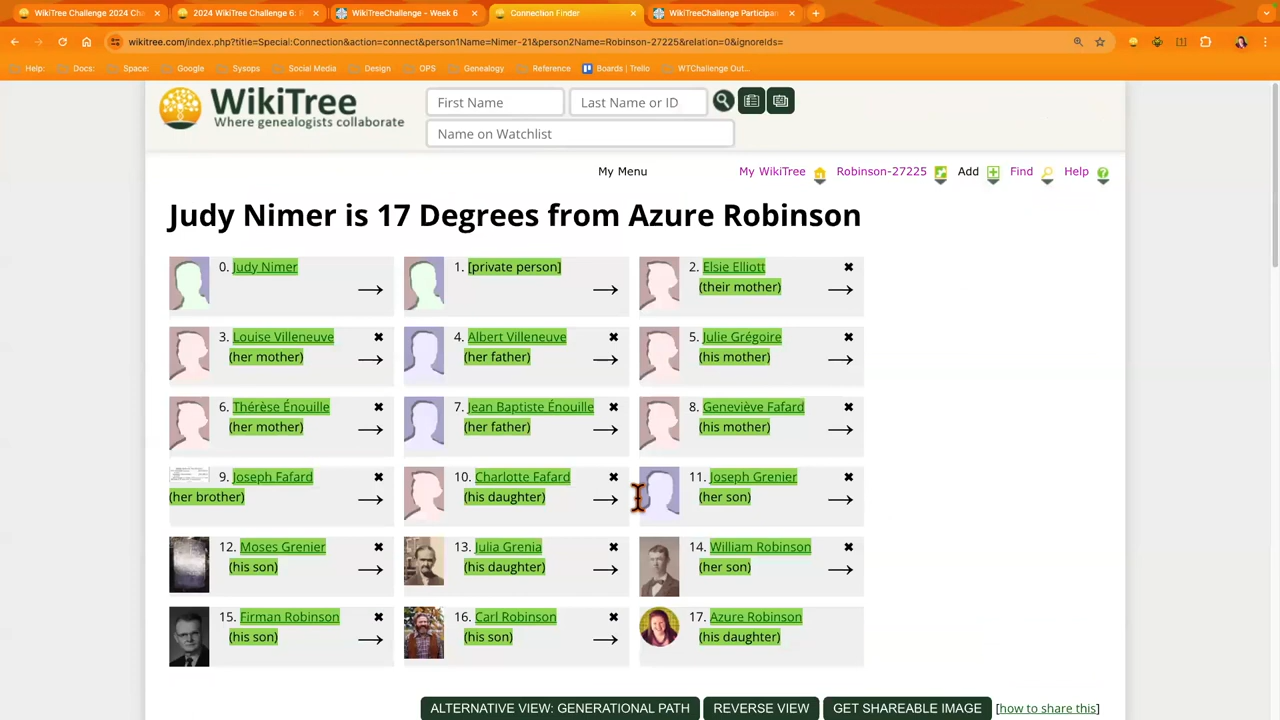 WikiTree Challenge 2024 Cha
2024 WikiTree Challenge 6: R
WikiTreeChallenge - Week 6
Connection Finder
WikiTreeChallenge Participan
wikitree.com/index.php?title=Special:Connection&action=connect&person1Name=Nimer-21&person2Name=Robinson-27225&relation=0&ignoreIds=
Help:
Docs:
Space:
Google
Sysops
Social Media
Design
OPS
Genealogy
Reference
Boards | Trello
WTChallenge Out...
WikiTree
Where genealogists collaborate
First Name
Last Name or ID
Name on Watchlist
My Menu
My WikiTree
Robinson-27225
Add
Find
Help
Judy Nimer is 17 Degrees from Azure Robinson
0. Judy Nimer
→
1. [private person]
→
2. Elsie Elliott
(their mother)
→
3. Louise Villeneuve
(her mother)
→
4. Albert Villeneuve
(her father)
→
5. Julie Grégoire
(his mother)
→
6. Thérèse Énouille
(her mother)
→
7. Jean Baptiste Énouille
(her father)
→
8. Geneviève Fafard
(his mother)
→
9. Joseph Fafard
(her brother)
→
10. Charlotte Fafard
(his daughter)
→
11. Joseph Grenier
(her son)
→
12. Moses Grenier
(his son)
→
13. Julia Grenia
(his daughter)
→
14. William Robinson
(her son)
→
15. Firman Robinson
(his son)
→
16. Carl Robinson
(his son)
→
17. Azure Robinson
(his daughter)
ALTERNATIVE VIEW: GENERATIONAL PATH
REVERSE VIEW
GET SHAREABLE IMAGE
[how to share this]